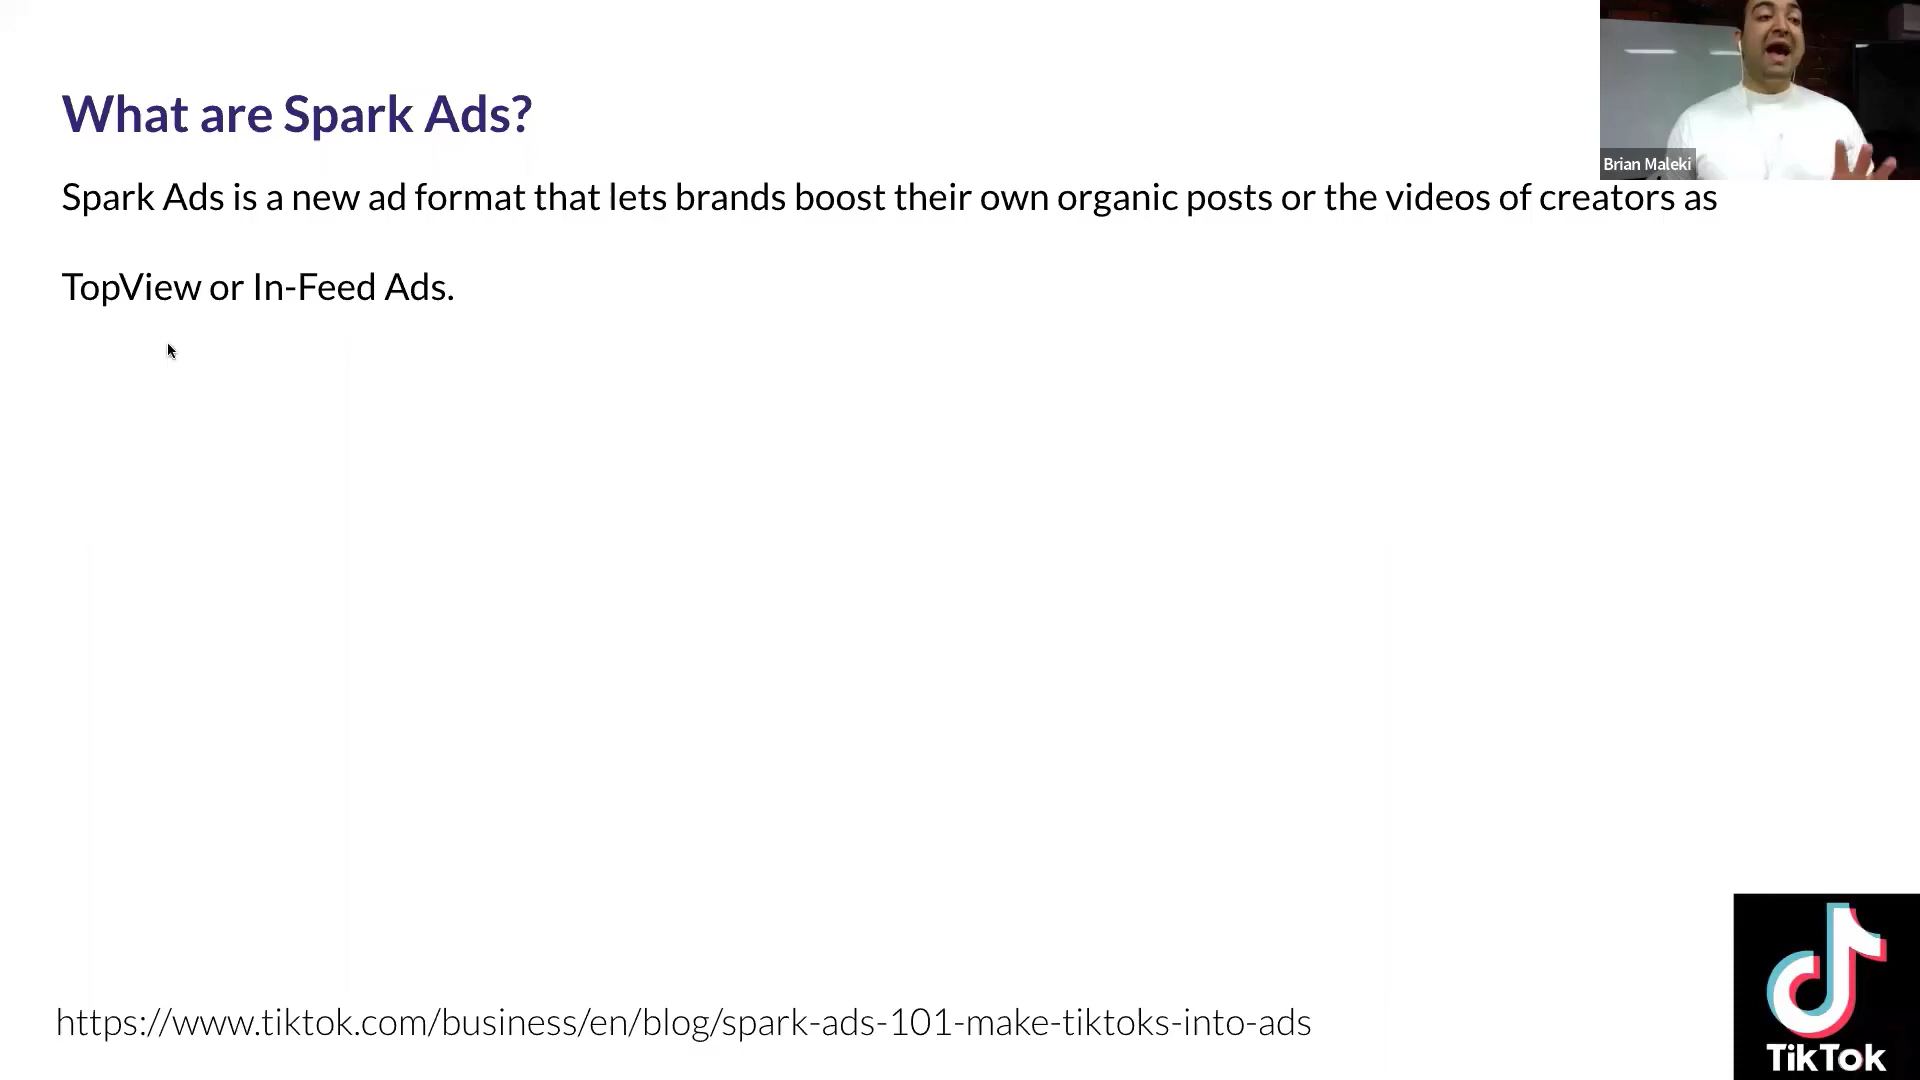 What are Spark Ads?
Brian Maleki
Spark Ads is a new ad format that lets brands boost their own organic posts or the videos of creators as
TopView or In-Feed Ads.
https://www.tiktok.com/business/en/blog/spark-ads-101-make-tiktoks-into-ads
TikTok